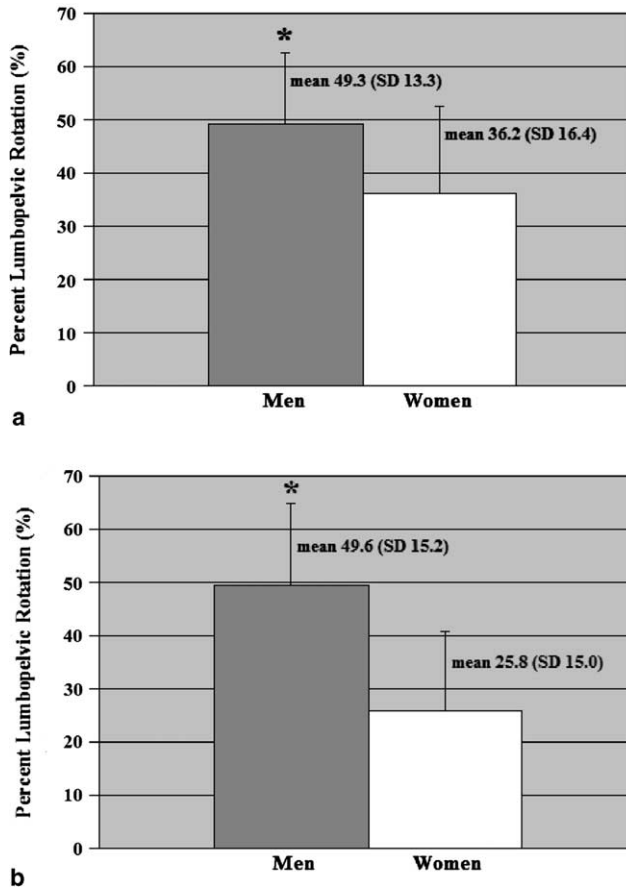 Percent Lumbopelvic Rotation (%)
70
60
50
40
30
20
10
0
*
mean 49.3 (SD 13.3)
mean 36.2 (SD 16.4)
Men Women
a
Percent Lumbopelvic Rotation (%)
70
60
50
40
30
20
10
0
*
mean 49.6 (SD 15.2)
mean 25.8 (SD 15.0)
Men Women
b